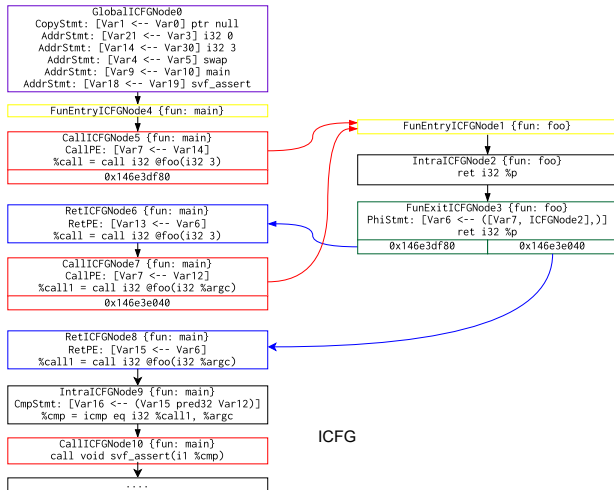 GlobalICFGNode0
CopyStmt: [Var1 <-- Var0] ptr null
AddrStmt: [Var21 <-- Var3] i32 0
AddrStmt: [Var14 <-- Var30] i32 3
AddrStmt: [Var4 <-- Var5] swap
AddrStmt: [Var9 <-- Var10] main
AddrStmt: [Var18 <-- Var19] svf_assert
FunEntryICFGNode4 {fun: main}
CallICFGNode5 {fun: main}
CallPE: [Var7 <-- Var14]
%call = call i32 @foo(i32 3)
0x146e3df80
RetICFGNode6 {fun: main}
RetPE: [Var13 <-- Var6]
%call = call i32 @foo(i32 3)
CallICFGNode7 {fun: main}
CallPE: [Var7 <-- Var12]
%call1 = call i32 @foo(i32 %argc)
0x146e3e040
RetICFGNode8 {fun: main}
RetPE: [Var15 <-- Var6]
%call1 = call i32 @foo(i32 %argc)
IntraICFGNode9 {fun: main}
CmpStmt: [Var16 <-- (Var15 pred32 Var12)]
%cmp = icmp eq i32 %call1, %argc
CallICFGNode10 {fun: main}
call void svf_assert(i1 %cmp)
....
FunEntryICFGNode1 {fun: foo}
IntraICFGNode2 {fun: foo}
ret i32 %p
FunExitICFGNode3 {fun: foo}
PhiStmt: [Var6 <-- ([Var7, ICFGNode2],)]
ret i32 %p
0x146e3df80 0x146e3e040
ICFG